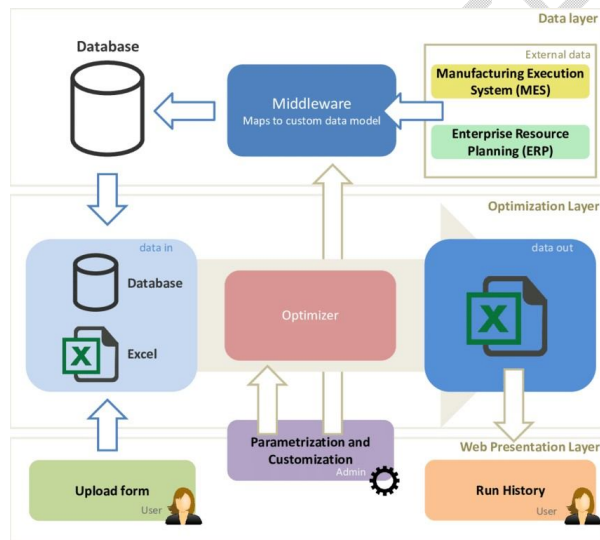 Data layer
Database
External data
Manufacturing Execution
System (MES)
Middleware
Maps to custom data model
Enterprise Resource
Planning (ERP)
Optimization Layer
data in
data out
Database
Optimizer
X
X
Excel
Parametrization and
Customization
Admin
Web Presentation Layer
Upload form
User
Run History
User